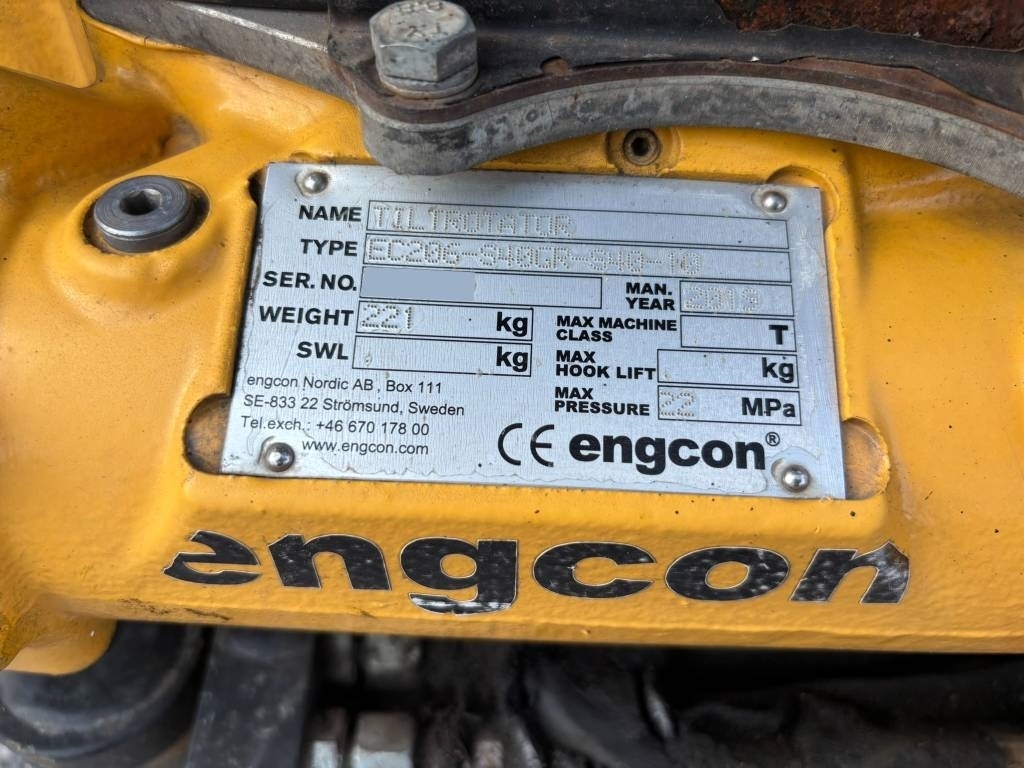 8.8
NAME TILTROTATOR
TYPE EC206-S40GR-S40-10
SER. NO.
MAN. YEAR 2019
WEIGHT 221 kg
MAX MACHINE CLASS T
SWL kg
MAX HOOK LIFT kg
MAX PRESSURE 22 MPa
engcon Nordic AB, Box 111
SE-833 22 Strömsund, Sweden
Tel.exch.: +46 670 178 00
www.engcon.com
CE engcon®
engcon